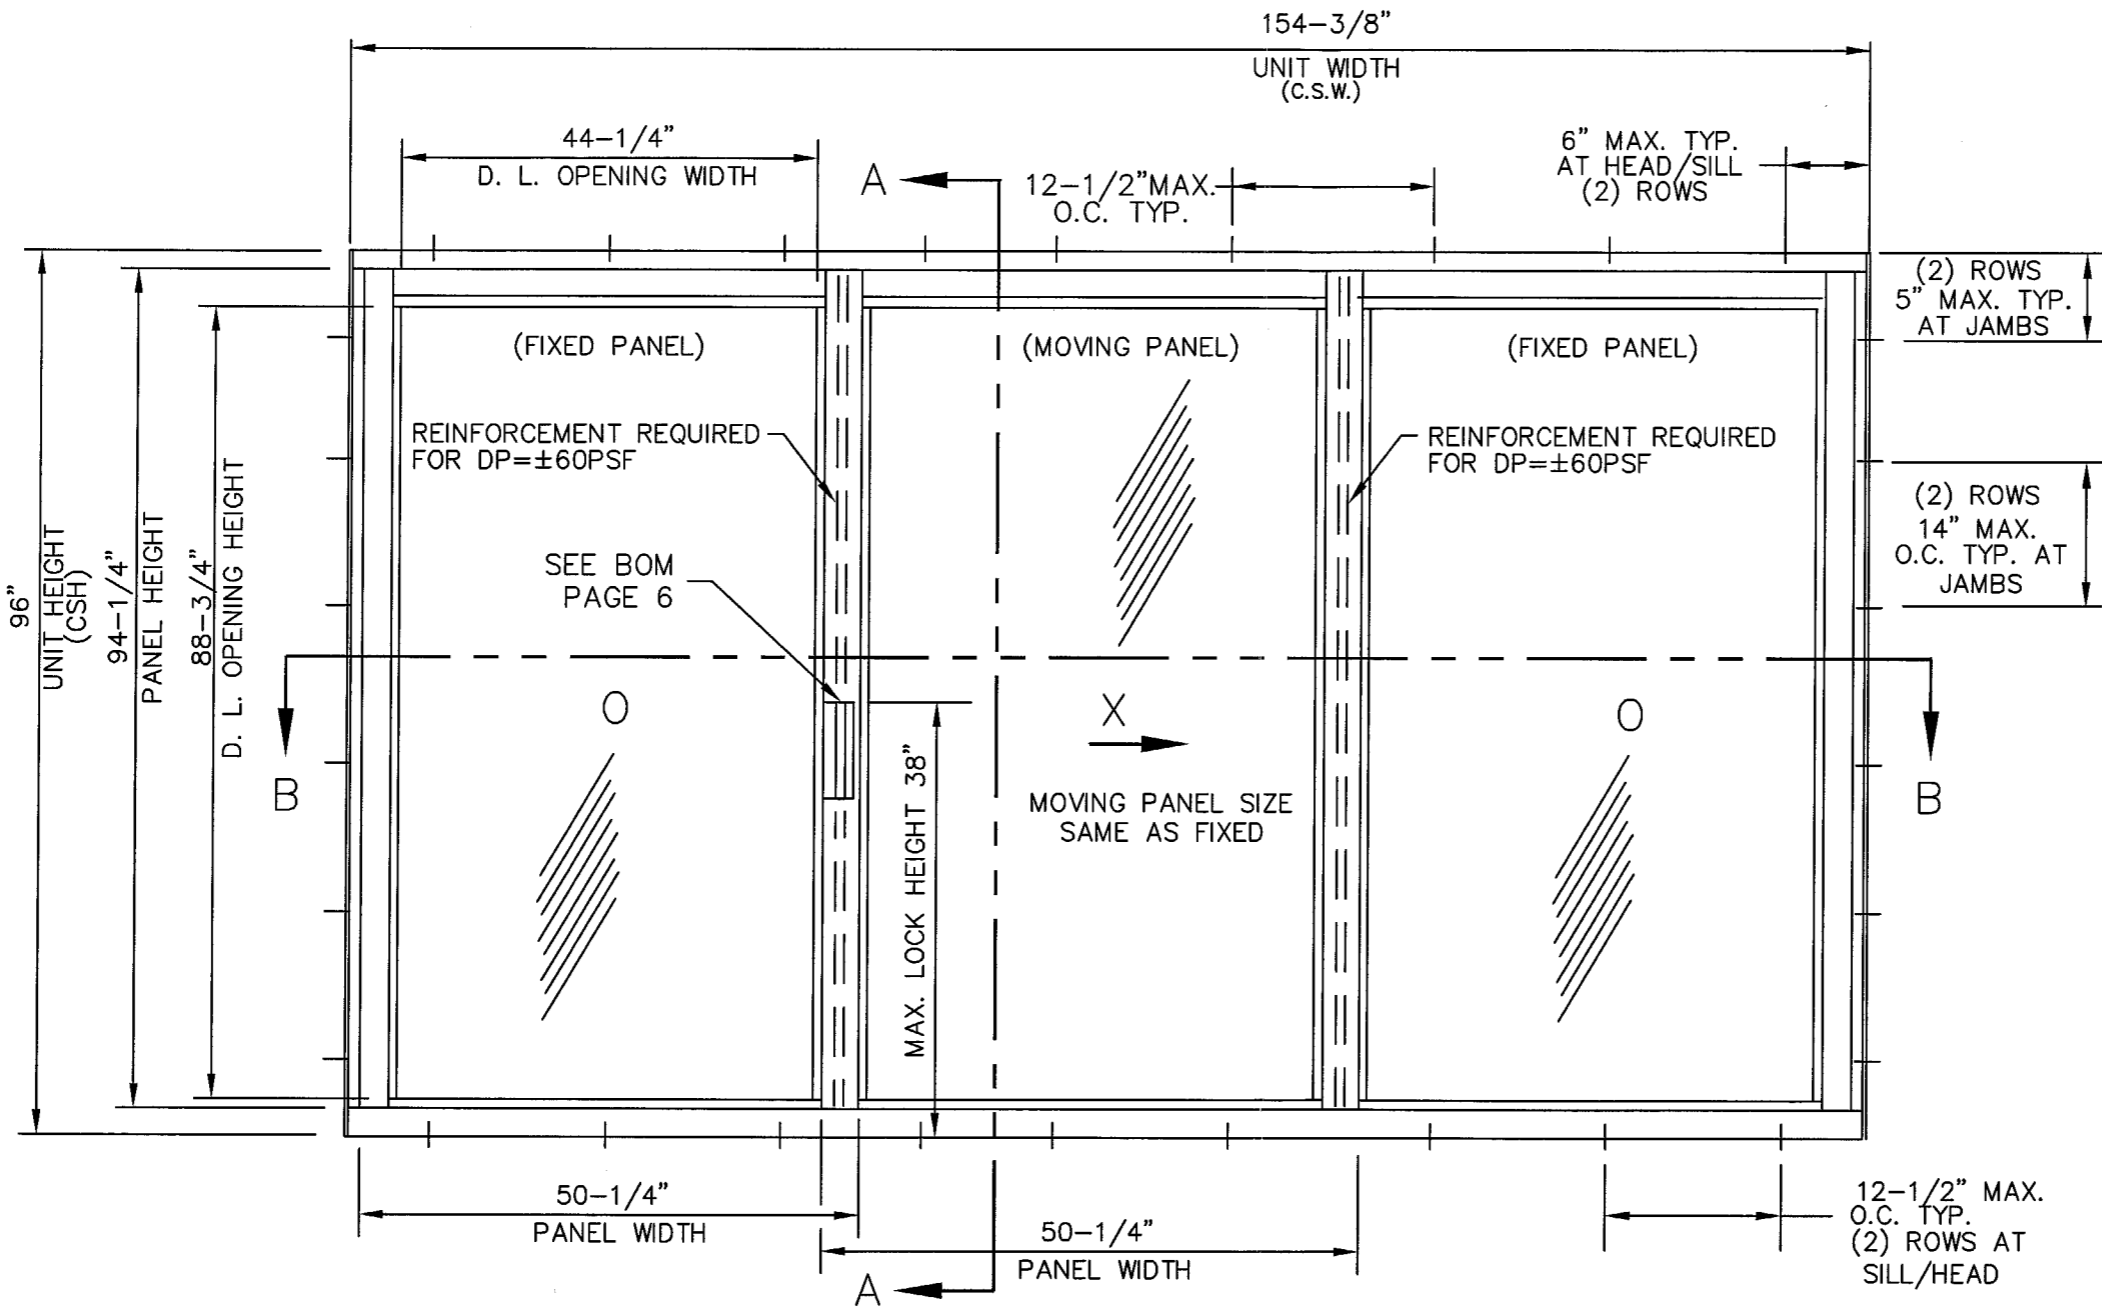 154-3/8"
UNIT WIDTH
(C.S.W.)
44-1/4"
D. L. OPENING WIDTH
A
12-1/2"MAX.
O.C. TYP.
6" MAX. TYP.
AT HEAD/SILL
(2) ROWS
(2) ROWS
5" MAX. TYP.
AT JAMBS
(FIXED PANEL)
(MOVING PANEL)
(FIXED PANEL)
REINFORCEMENT REQUIRED
FOR DP=±60PSF
REINFORCEMENT REQUIRED
FOR DP=±60PSF
(2) ROWS
14" MAX.
O.C. TYP. AT
JAMBS
SEE BOM
PAGE 6
96"
UNIT HEIGHT
(CSH)
94-1/4"
PANEL HEIGHT
88-3/4"
D. L. OPENING HEIGHT
O
X
O
B
B
MAX. LOCK HEIGHT 38"
MOVING PANEL SIZE
SAME AS FIXED
50-1/4"
PANEL WIDTH
50-1/4"
PANEL WIDTH
A
12-1/2" MAX.
O.C. TYP.
(2) ROWS AT
SILL/HEAD